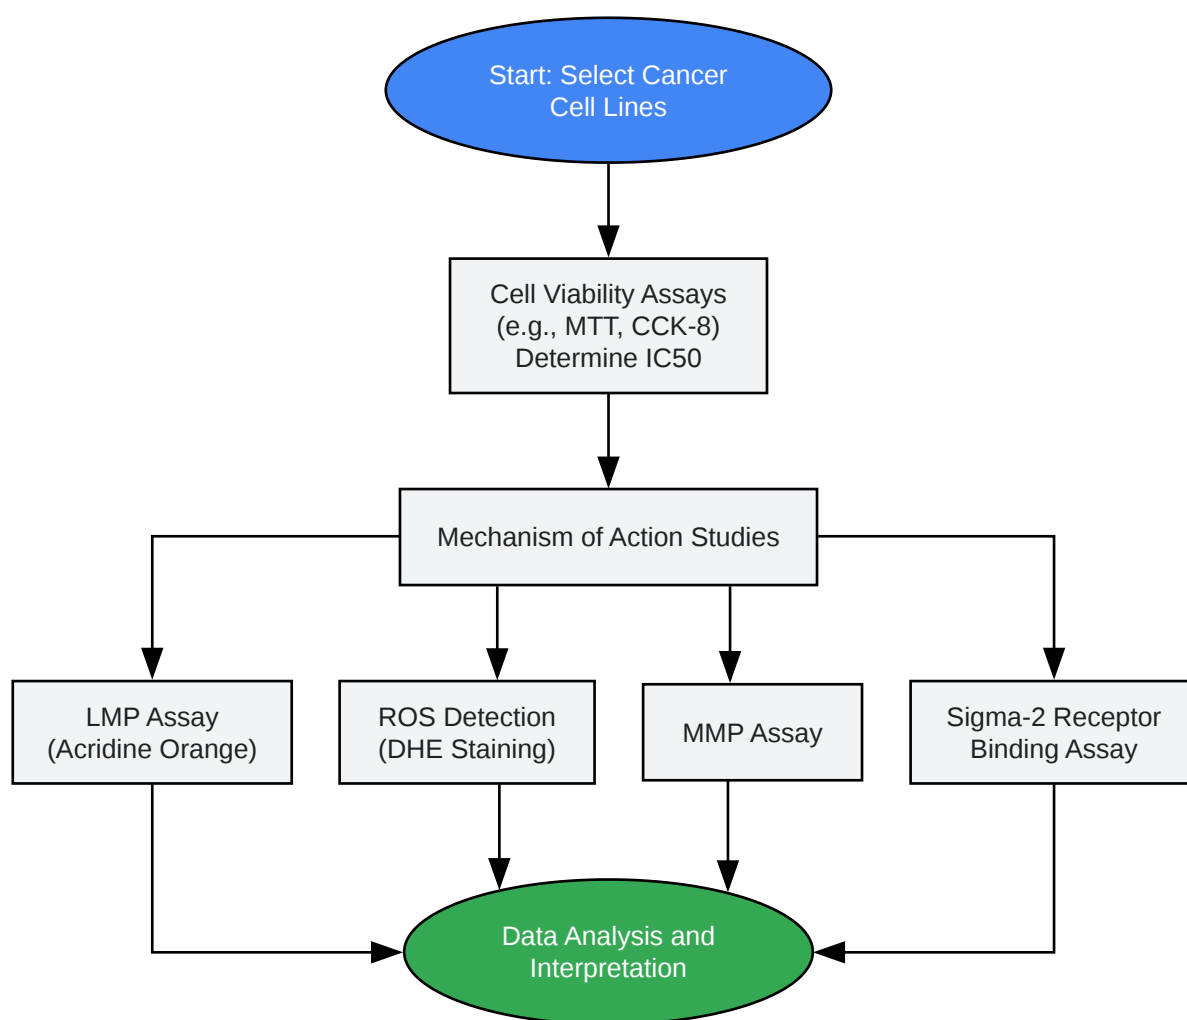 Start: Select Cancer
Cell Lines
Cell Viability Assays
(e.g., MTT, CCK-8)
Determine IC50
Mechanism of Action Studies
LMP Assay
(Acridine Orange)
ROS Detection
(DHE Staining)
MMP Assay
Sigma-2 Receptor
Binding Assay
Data Analysis and
Interpretation